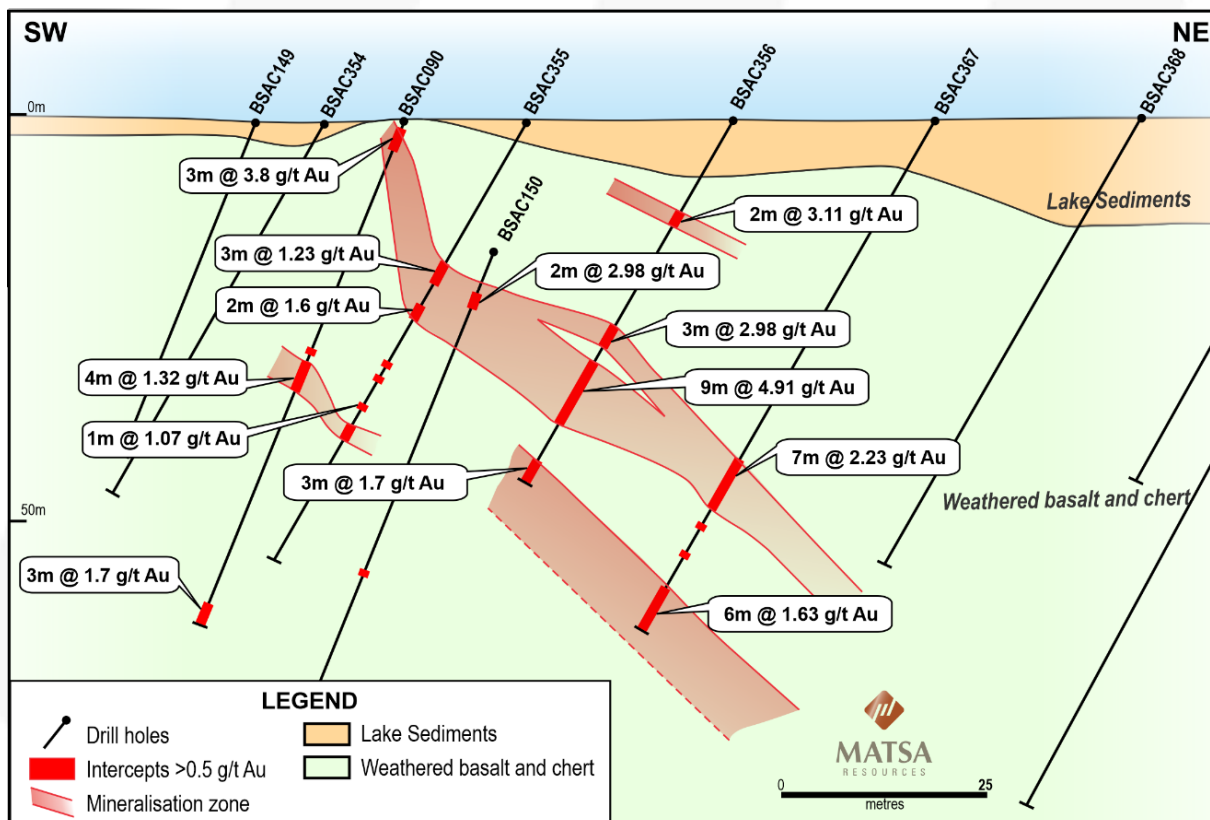 SW
NE
BSAC149
BSAC354
BSAC090
BSAC355
BSAC356
BSAC367
BSAC368
0m
3m @ 3.8 g/t Au
BSAC150
2m @ 3.11 g/t Au
Lake Sediments
3m @ 1.23 g/t Au
2m @ 2.98 g/t Au
2m @ 1.6 g/t Au
3m @ 2.98 g/t Au
4m @ 1.32 g/t Au
9m @ 4.91 g/t Au
1m @ 1.07 g/t Au
7m @ 2.23 g/t Au
3m @ 1.7 g/t Au
Weathered basalt and chert
50m
3m @ 1.7 g/t Au
6m @ 1.63 g/t Au
LEGEND
Drill holes
Lake Sediments
Intercepts >0.5 g/t Au
Weathered basalt and chert
Mineralisation zone
MATSA
RESOURCES
0 25
metres